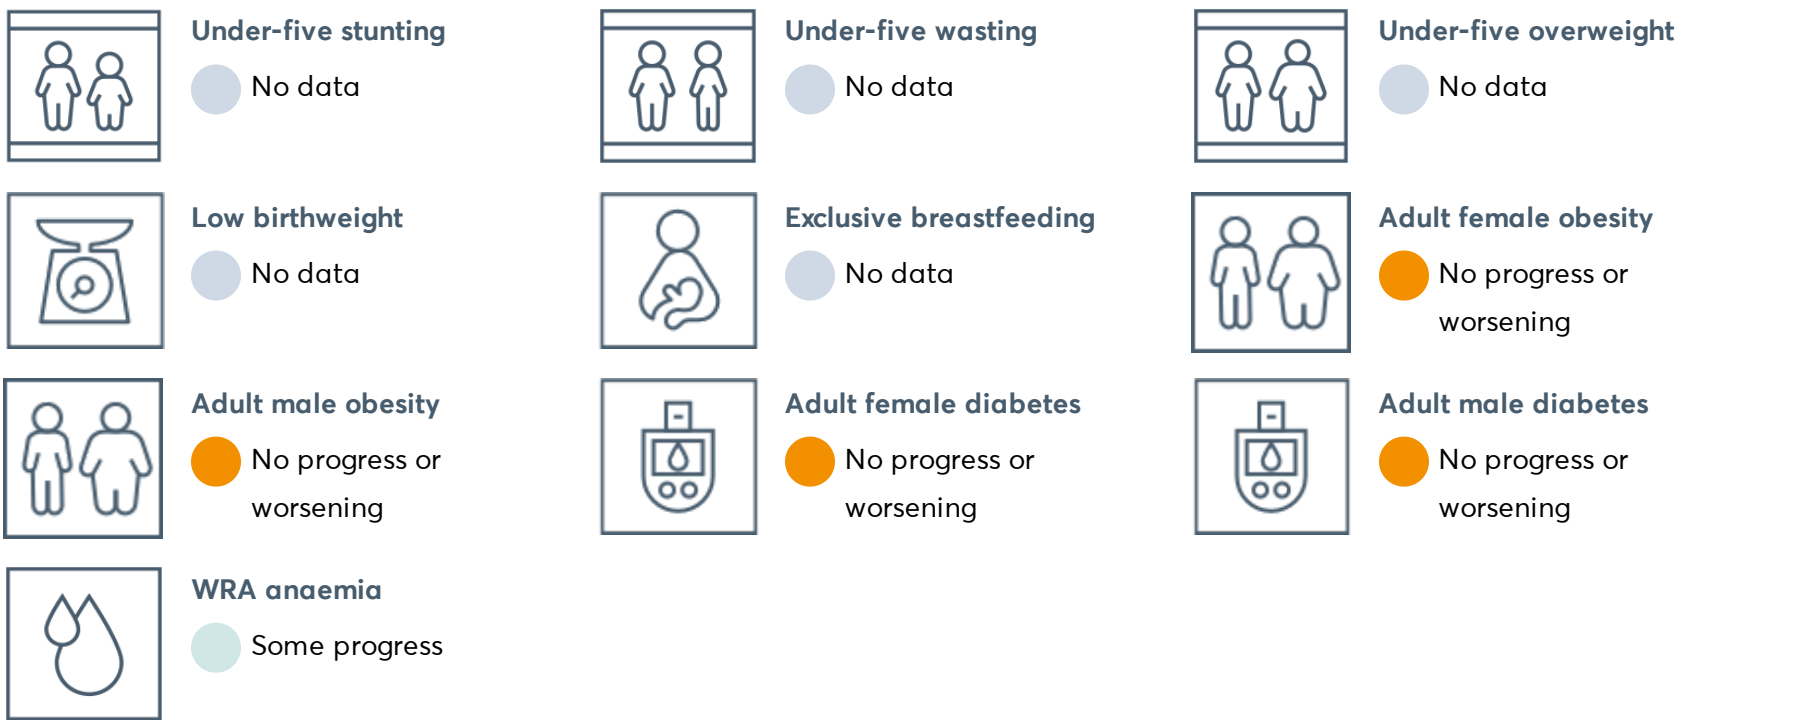 Under-five stunting
No data
Under-five wasting
No data
Under-five overweight
No data
Low birthweight
No data
Exclusive breastfeeding
No data
Adult female obesity
No progress or
worsening
Adult male obesity
No progress or
worsening
Adult female diabetes
No progress or
worsening
Adult male diabetes
No progress or
worsening
WRA anaemia
Some progress